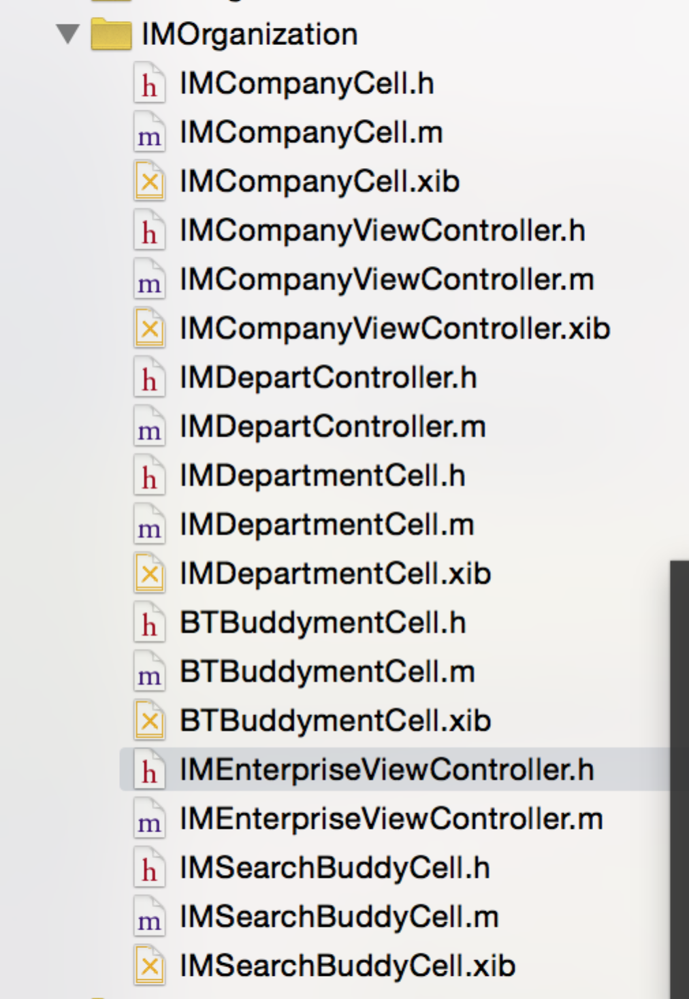 IMOrganization
h IMCompanyCell.h
m IMCompanyCell.m
IMCompanyCell.xib
h IMCompanyViewController.h
m IMCompanyViewController.m
IMCompanyViewController.xib
h IMDepartController.h
m IMDepartController.m
h IMDepartmentCell.h
m IMDepartmentCell.m
IMDepartmentCell.xib
h BTBuddymentCell.h
m BTBuddymentCell.m
BTBuddymentCell.xib
h IMEnterpriseViewController.h
m IMEnterpriseViewController.m
h IMSearchBuddyCell.h
m IMSearchBuddyCell.m
IMSearchBuddyCell.xib